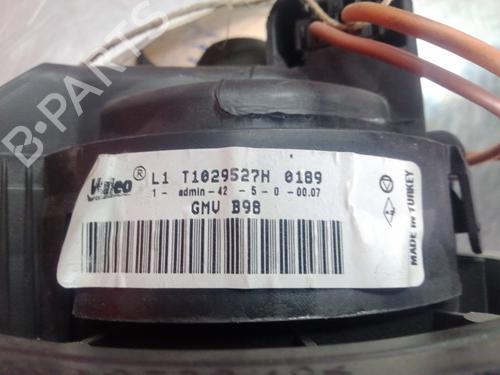 B-PARTS
Valeo® L1 T1029527H 0189
1- admin-42 -5-0 -00.07
GMV B98
MADE IN TURKEY